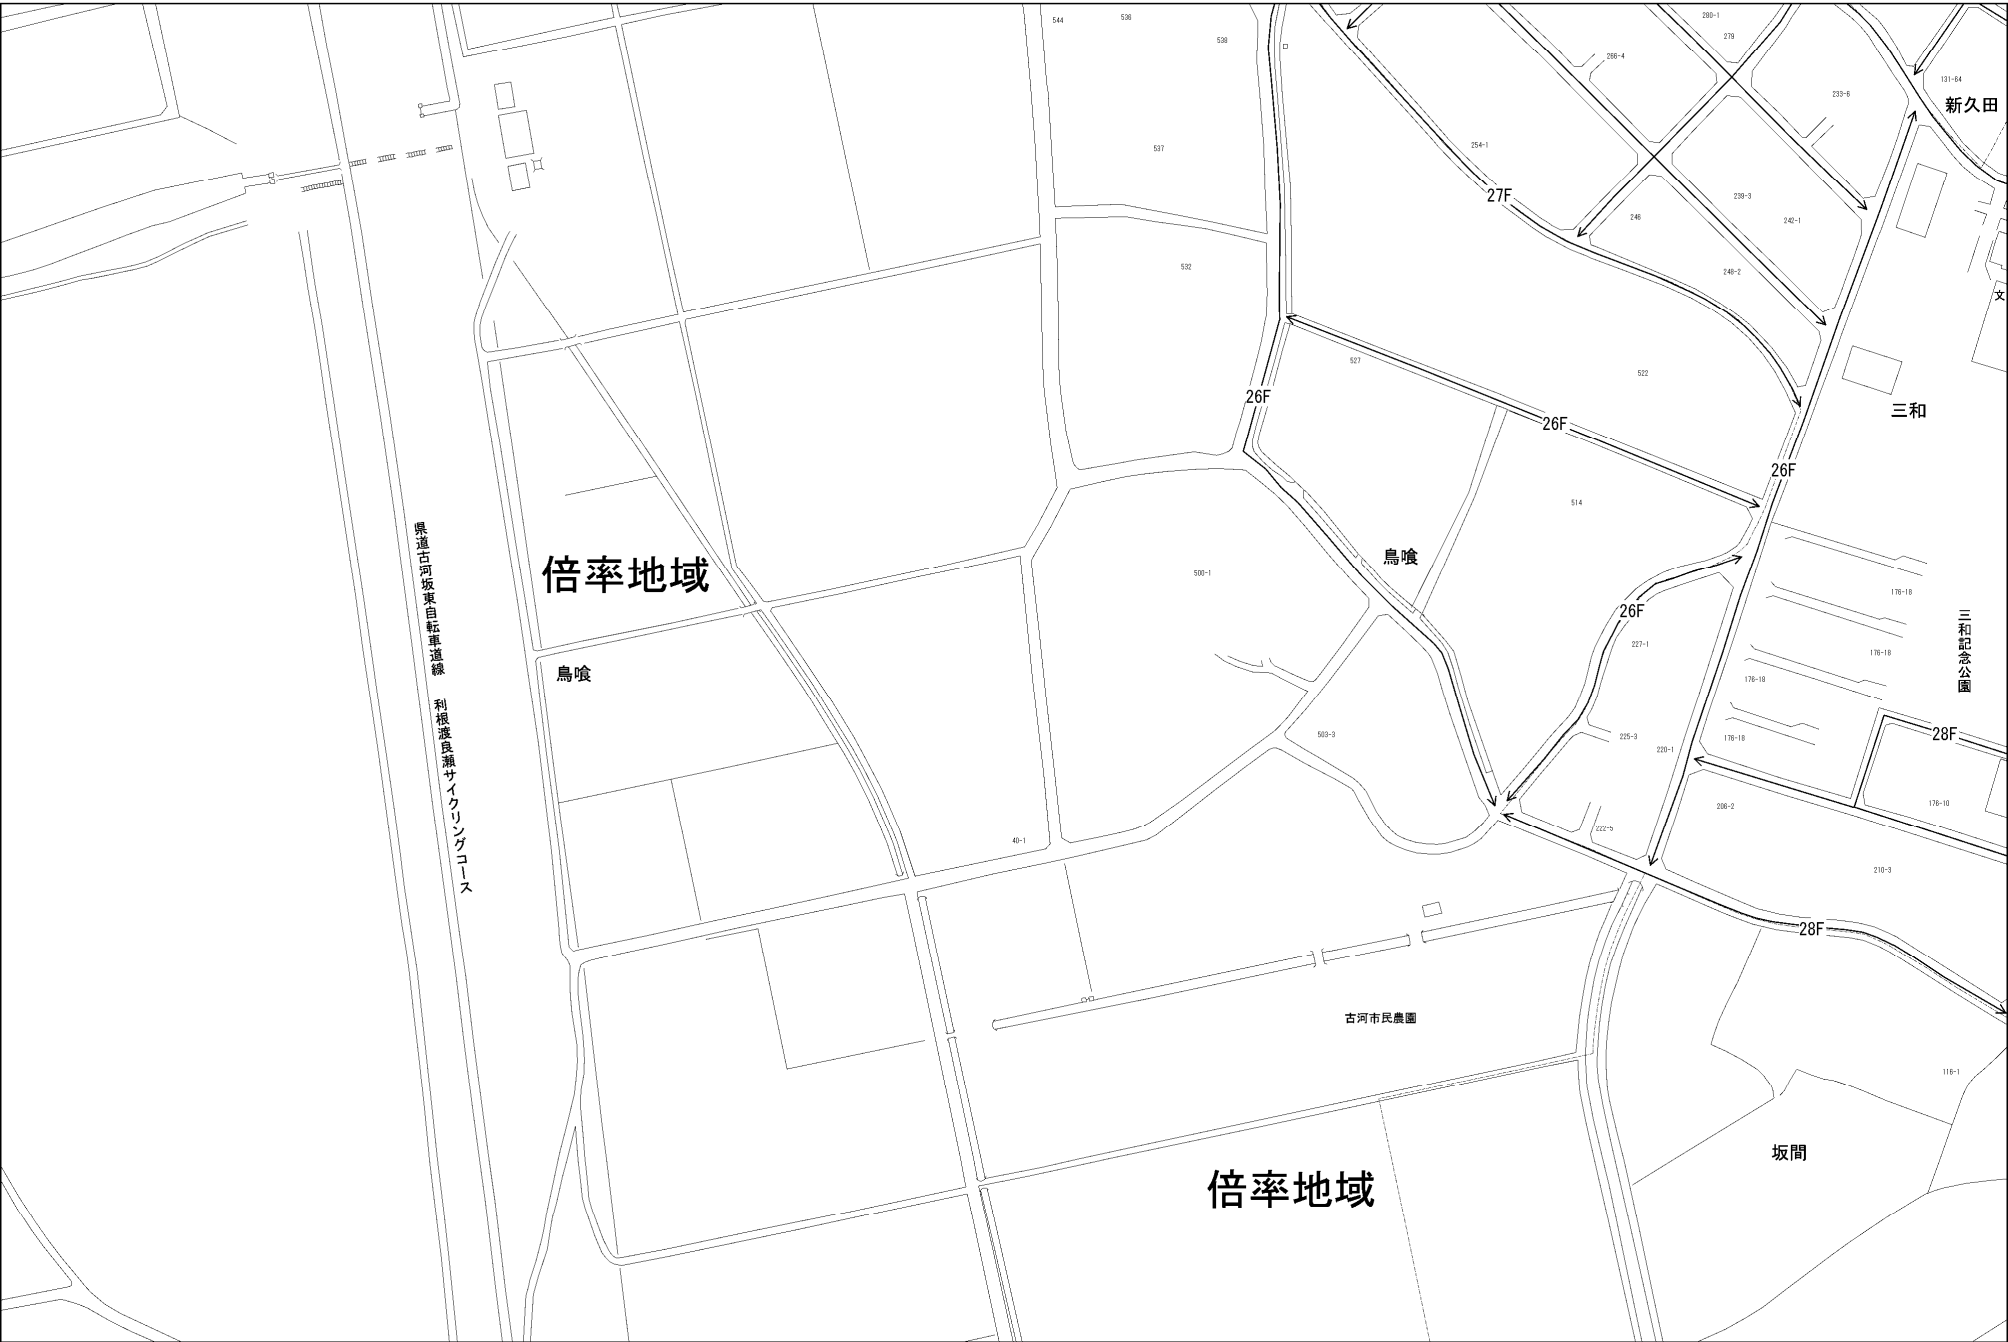 544
536
538
280-1
279
266-4
131-64
233-6
新久田
537
254-1
27F
239-3
246
242-1
532
248-2
文
527
522
26F
三和
26F
26F
514
県道古河坂東自転車道線 利根渡良瀬サイクリングコース
倍率地域
鳥喰
500-1
176-18
26F
三和記念公園
227-1
176-18
鳥喰
176-18
503-3
225-3
176-18
28F
220-1
206-2
176-10
222-5
40-1
210-3
28F
古河市民農園
116-1
坂間
倍率地域